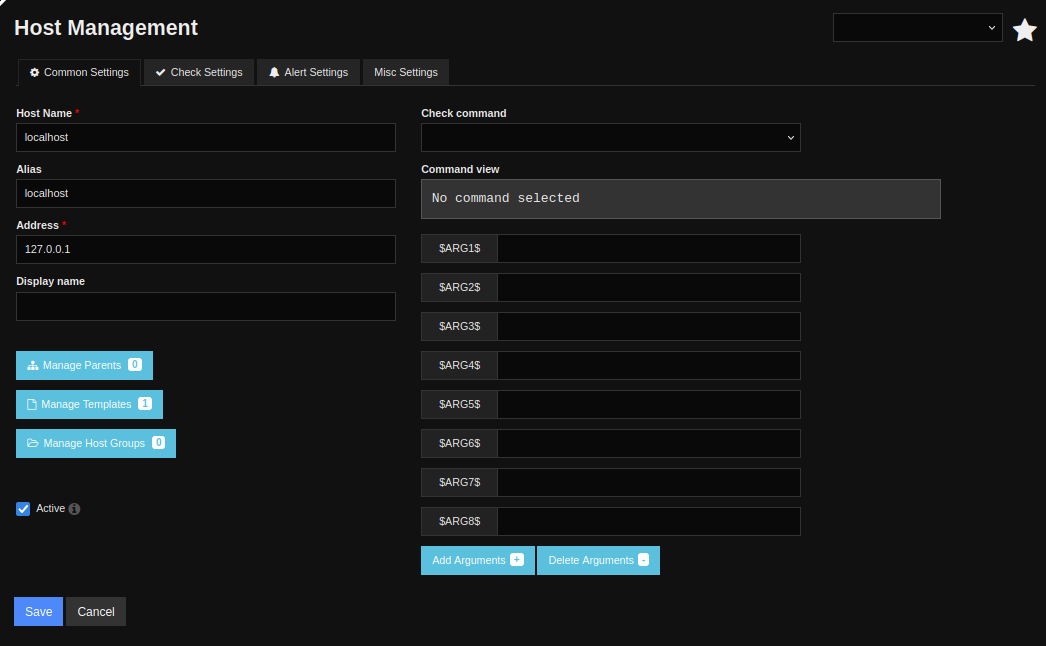 Host Management
Common Settings
Check Settings
Alert Settings
Misc Settings
Host Name *
localhost
Alias
localhost
Address *
127.0.0.1
Display name
Manage Parents 0
Manage Templates 1
Manage Host Groups 0
Active
Check command
Command view
No command selected
$ARG1$
$ARG2$
$ARG3$
$ARG4$
$ARG5$
$ARG6$
$ARG7$
$ARG8$
Add Arguments +
Delete Arguments -
Save
Cancel